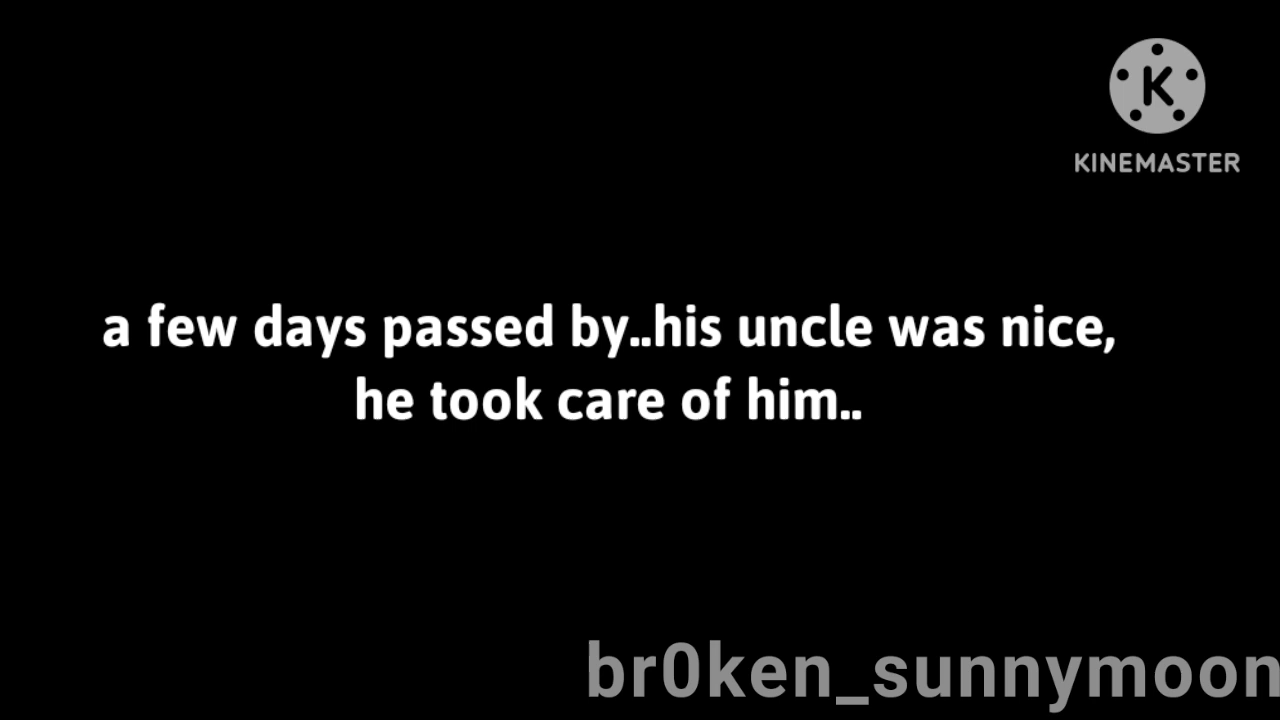 K
KINEMASTER
a few days passed by..his uncle was nice,
he took care of him..
br0ken_sunnymoon